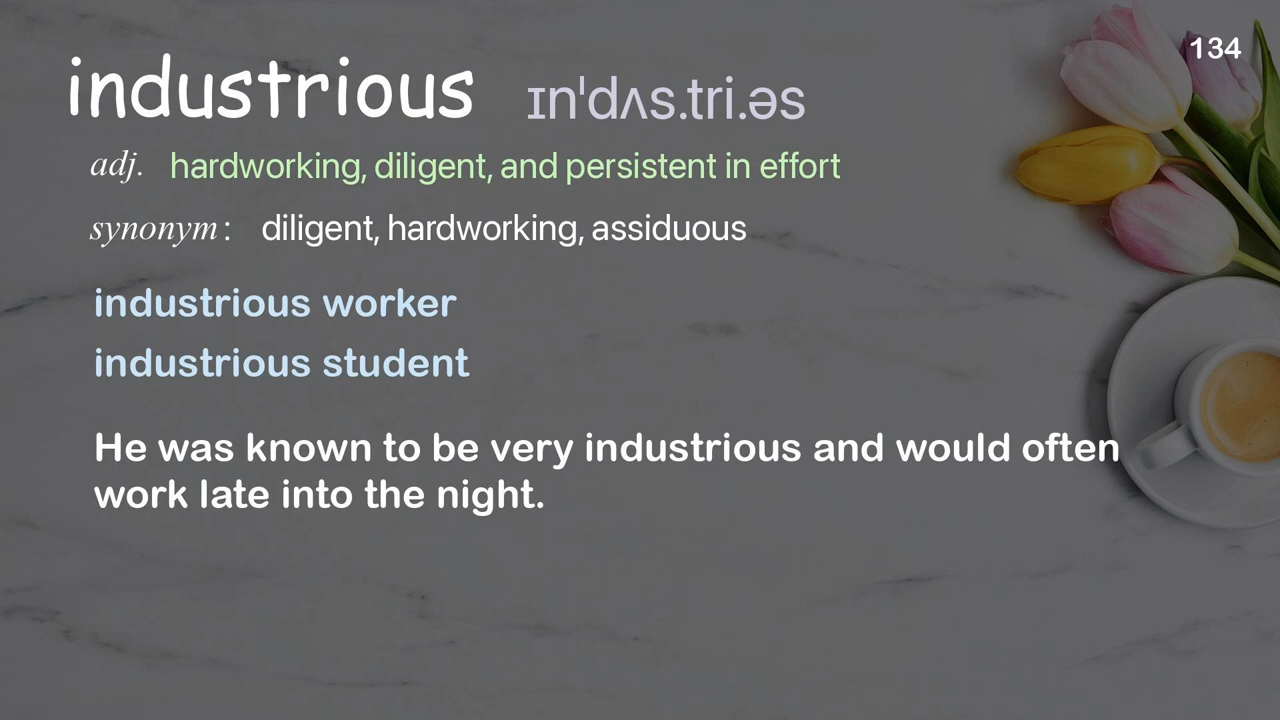 134
industrious ɪnˈdʌs.tri.əs
adj. hardworking, diligent, and persistent in effort
synonym: diligent, hardworking, assiduous
industrious worker
industrious student
He was known to be very industrious and would often
work late into the night.